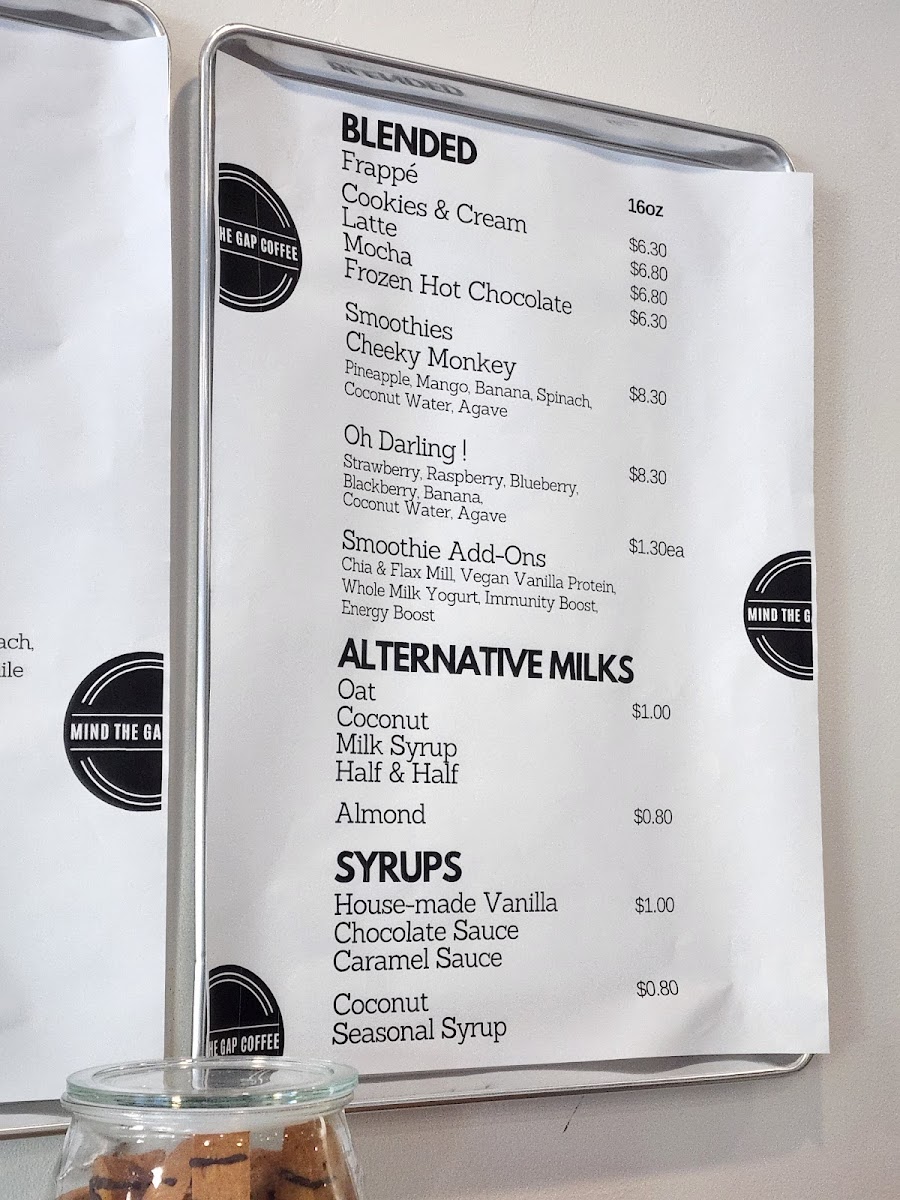 BLENDED
Frappé
16oz
Cookies & Cream $6.30
Latte $6.80
Mocha $6.80
Frozen Hot Chocolate $6.30
Smoothies
Cheeky Monkey $8.30
Pineapple, Mango, Banana, Spinach,
Coconut Water, Agave
Oh Darling ! $8.30
Strawberry, Raspberry, Blueberry,
Blackberry, Banana,
Coconut Water, Agave
Smoothie Add-Ons $1.30ea
Chia & Flax Mill, Vegan Vanilla Protein,
Whole Milk Yogurt, Immunity Boost,
Energy Boost
ALTERNATIVE MILKS
Oat $1.00
Coconut
Milk Syrup
Half & Half
Almond $0.80
SYRUPS
House-made Vanilla $1.00
Chocolate Sauce
Caramel Sauce
Coconut $0.80
Seasonal Syrup
HE GAP COFFEE
MIND THE G
HE GAP COFFEE
MIND THE GA
ach,
ile